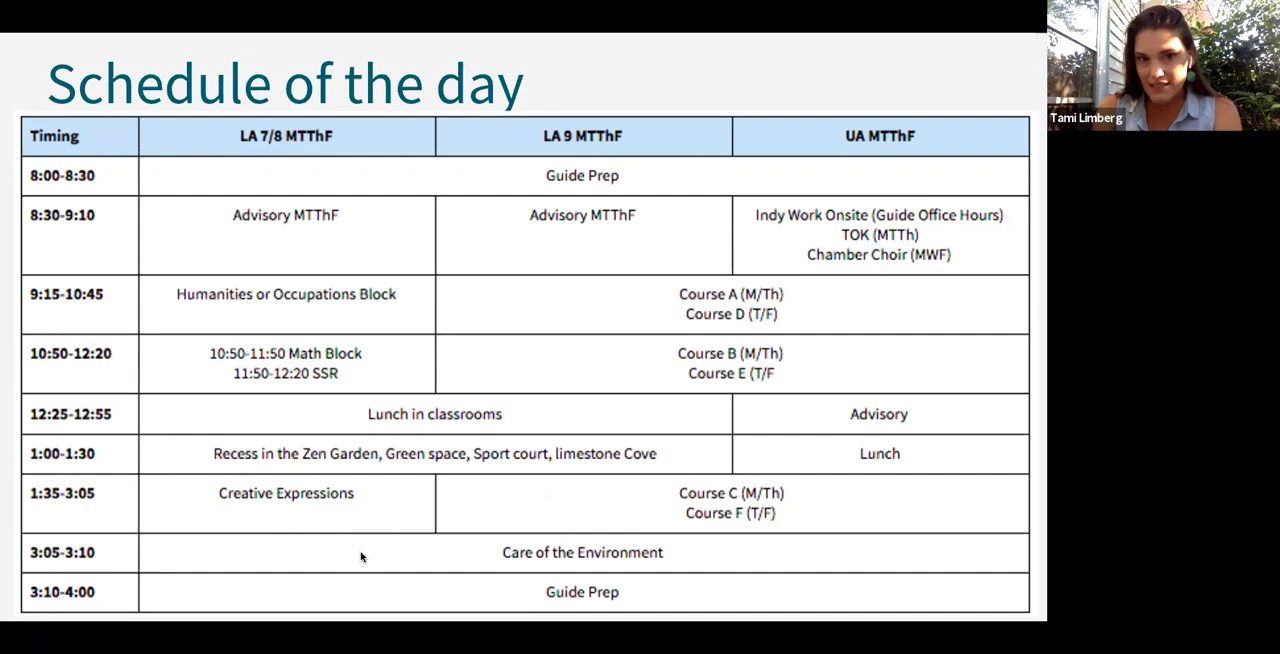 Schedule of the day
Timing LA 7/8 MTThF LA 9 MTThF UA MTThF
8:00-8:30 Guide Prep
8:30-9:10 Advisory MTThF Advisory MTThF Indy Work Onsite (Guide Office Hours)
TOK (MTTh)
Chamber Choir (MWF)
9:15-10:45 Humanities or Occupations Block Course A (M/Th)
Course D (T/F)
10:50-12:20 10:50-11:50 Math Block Course B (M/Th)
11:50-12:20 SSR Course E (T/F
12:25-12:55 Lunch in classrooms Advisory
1:00-1:30 Recess in the Zen Garden, Green space, Sport court, limestone Cove Lunch
1:35-3:05 Creative Expressions Course C (M/Th)
Course F (T/F)
3:05-3:10 Care of the Environment
3:10-4:00 Guide Prep
Tami Limberg